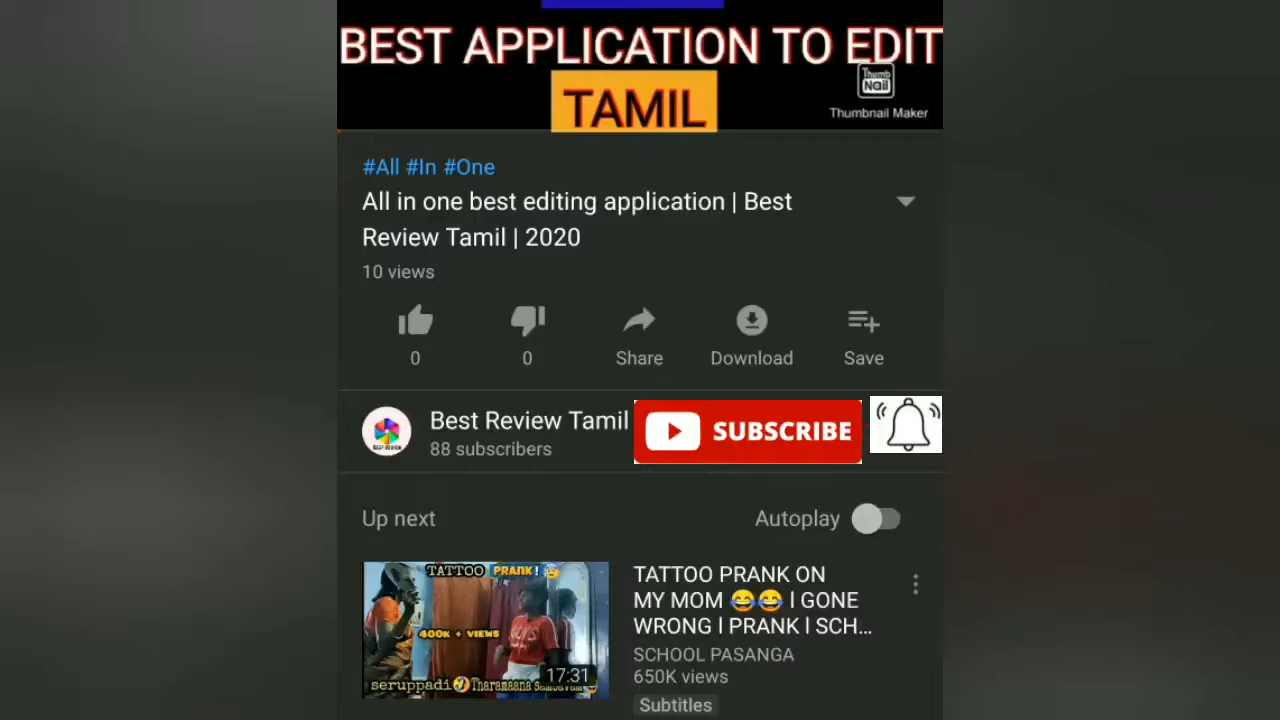 BEST APPLICATION TO EDIT
TAMIL
Thumb
Nail
Thumbnail Maker
#All #In #One
All in one best editing application | Best
Review Tamil | 2020
10 views
0
0
Share
Download
Save
Best Review Tamil
88 subscribers
SUBSCRIBE
Up next
Autoplay
TATTOO PRANK! 😰
400K + VIEWS
seruppadi🤣Tharamaana Sambavam
17:31
TATTOO PRANK ON
MY MOM 😂😂 I GONE
WRONG I PRANK I SCH...
SCHOOL PASANGA
650K views
Subtitles